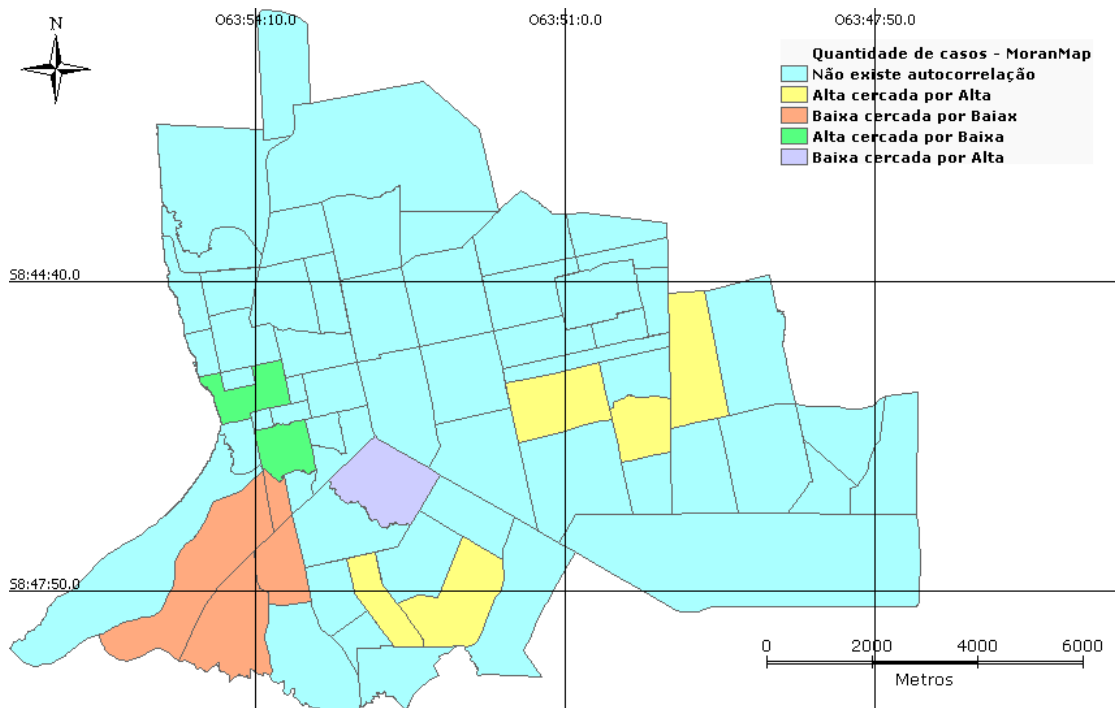 N
O63:54:10.0
O63:51:0.0
O63:47:50.0
Quantidade de casos - MoranMap
Não existe autocorrelação
Alta cercada por Alta
Baixa cercada por Baiax
Alta cercada por Baixa
Baixa cercada por Alta
S8:44:40.0
S8:47:50.0
0 2000 4000 6000
Metros